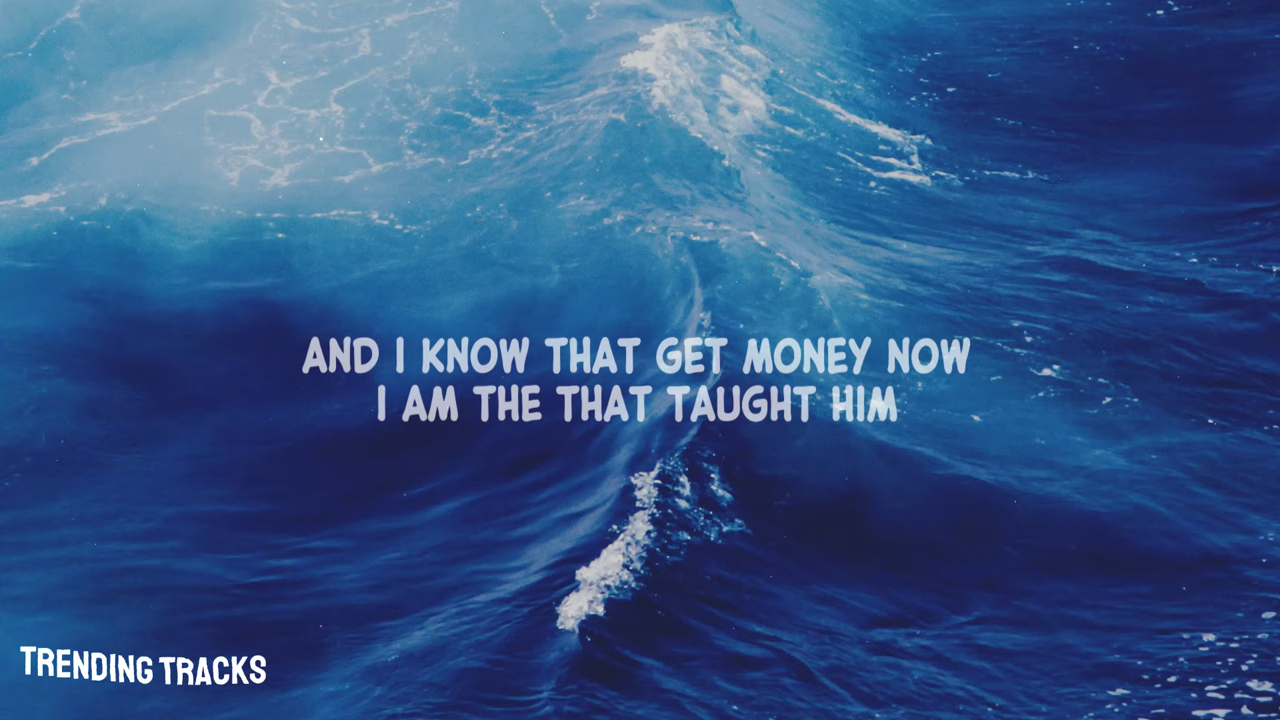 AND I KNOW THAT GET MONEY NOW
I AM THE THAT TAUGHT HIM
TRENDING TRACKS